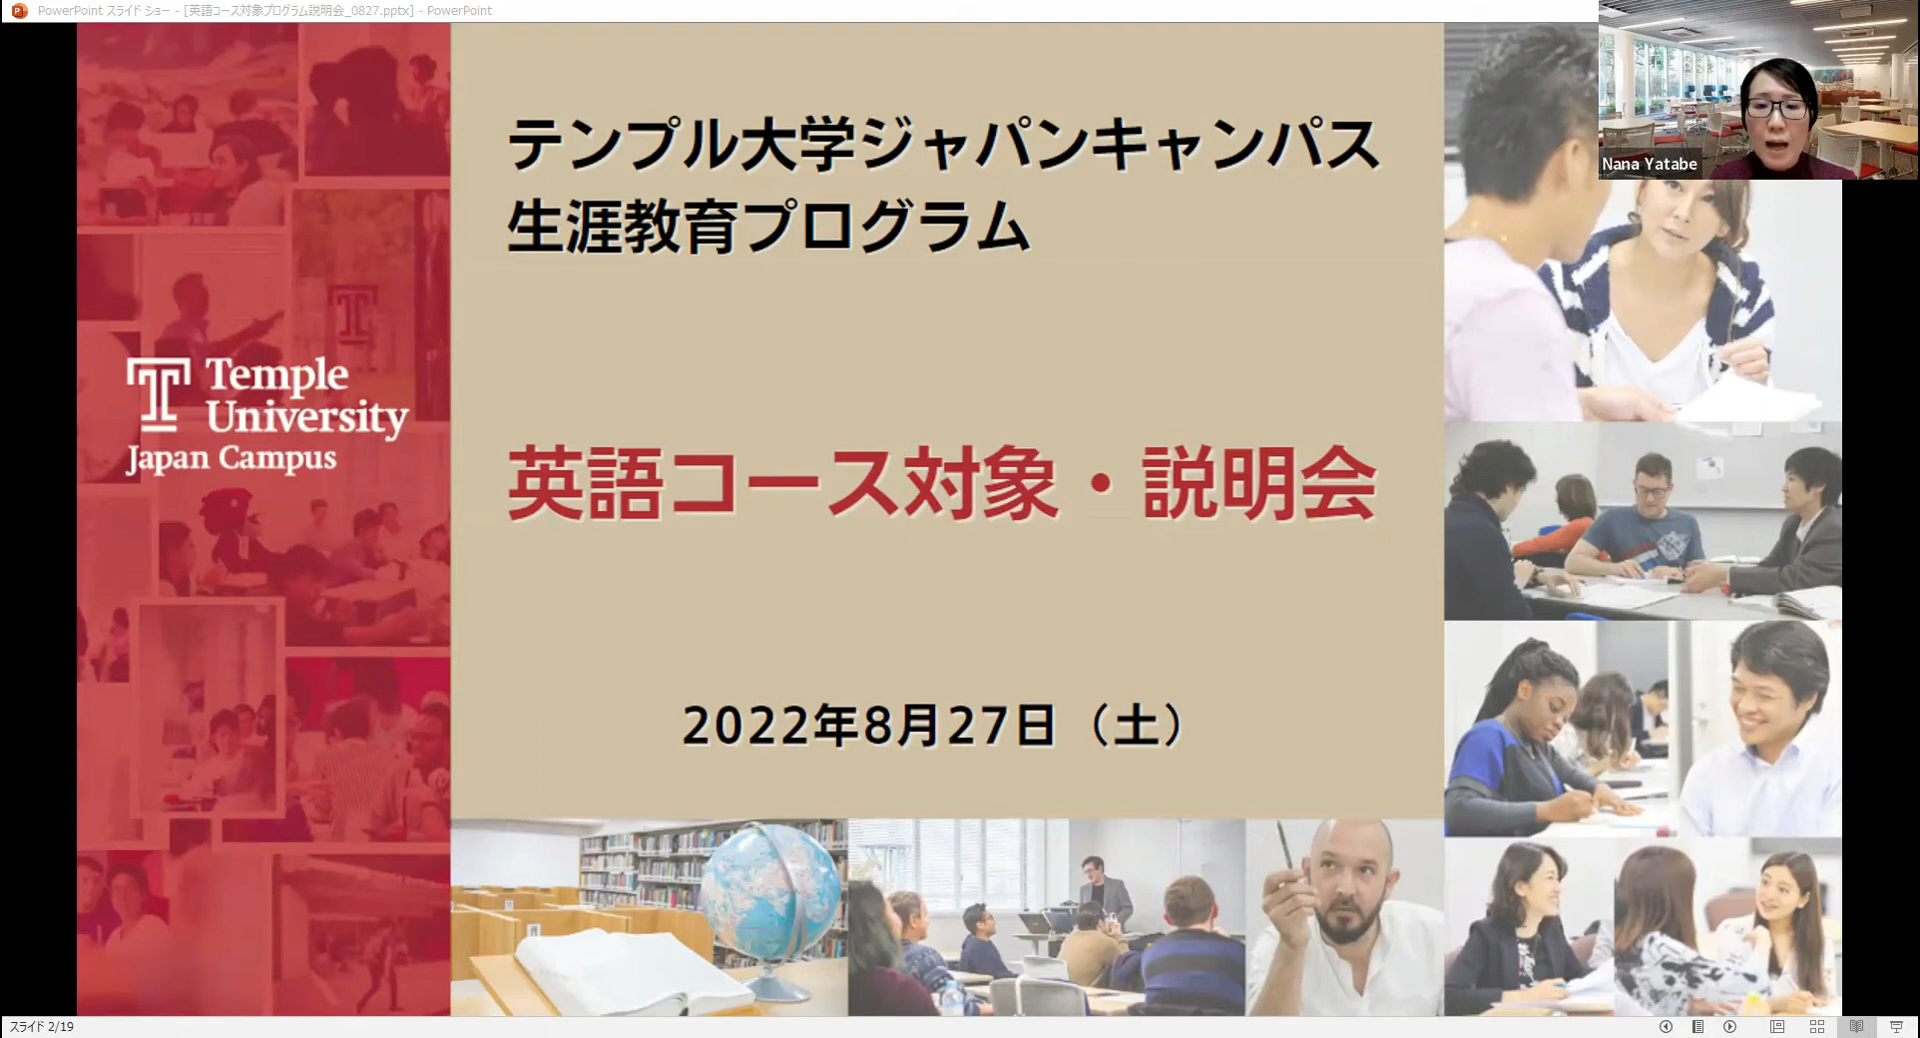 PowerPoint スライド ショー - [英語コース対象プログラム説明会_0827.pptx] - PowerPoint
Nana Yatabe
テンプル大学ジャパンキャンパス
生涯教育プログラム
Temple
University
Japan Campus
英語コース対象・説明会
2022年8月27日（土）
スライド 2/19